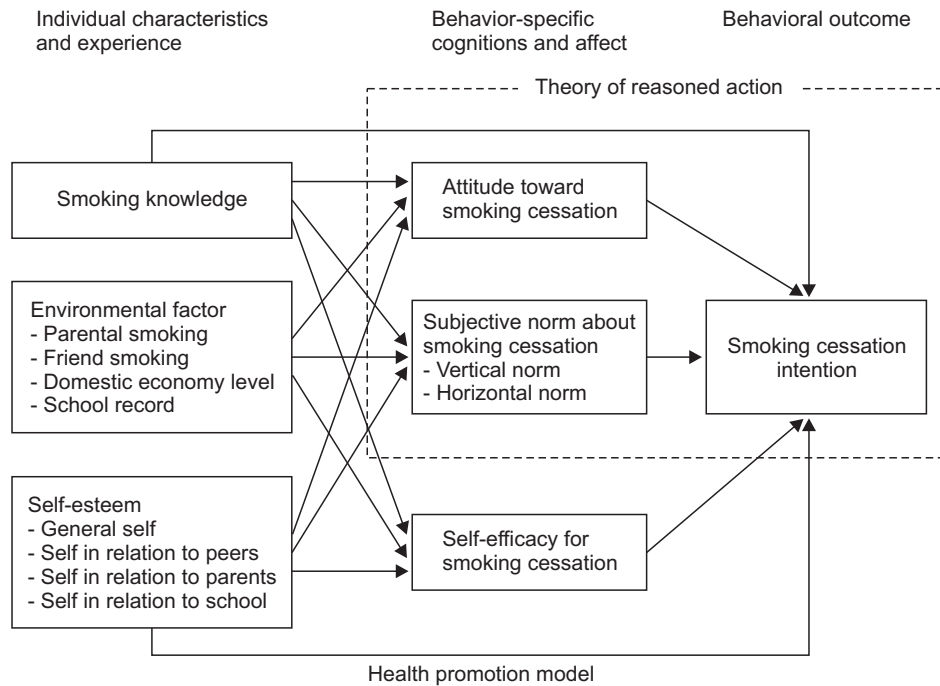 Individual characteristics
and experience
Behavior-specific
cognitions and affect
Behavioral outcome
Theory of reasoned action
Smoking knowledge
Attitude toward
smoking cessation
Environmental factor
- Parental smoking
- Friend smoking
- Domestic economy level
- School record
Subjective norm about
smoking cessation
- Vertical norm
- Horizontal norm
Smoking cessation
intention
Self-esteem
- General self
- Self in relation to peers
- Self in relation to parents
- Self in relation to school
Self-efficacy for
smoking cessation
Health promotion model